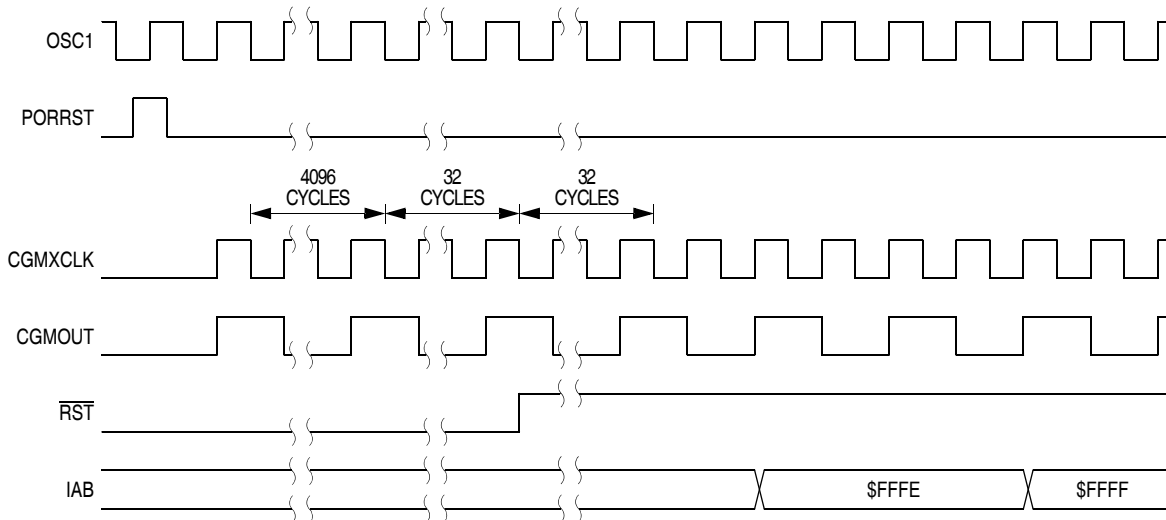 OSC1
PORRST
4096
CYCLES
32
CYCLES
32
CYCLES
CGMXCLK
CGMOUT
RST
IAB
$FFFE
$FFFF